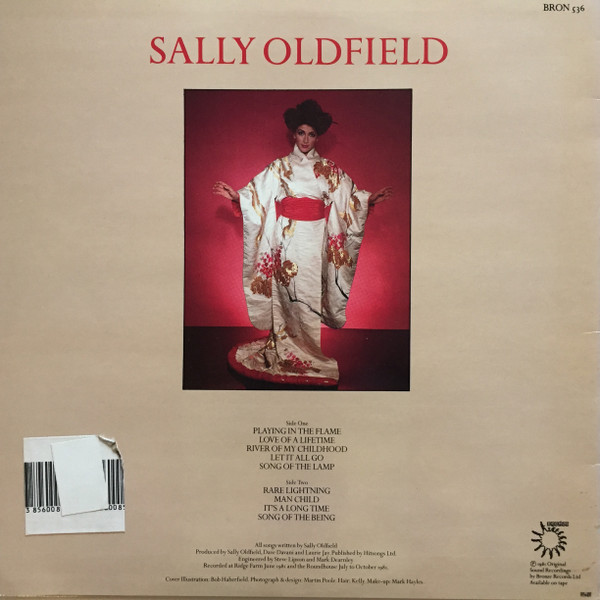 BRON 536
SALLY OLDFIELD
Side One
PLAYING IN THE FLAME
LOVE OF A LIFETIME
RIVER OF MY CHILDHOOD
LET IT ALL GO
SONG OF THE LAMP
Side Two
RARE LIGHTNING
MAN CHILD
IT'S A LONG TIME
SONG OF THE BEING
All songs written by Sally Oldfield
Produced by Sally Oldfield, Dave Davani and Laurie Jay. Published by Hitsongs Ltd.
Engineered by Steve Lipson and Mark Dearnley
Recorded at Ridge Farm June 1981 and the Roundhouse July to October 1981.
Cover Illustration: Bob Haberfield. Photograph & design: Martin Poole. Hair: Kelly. Make-up: Mark Hayles.
℗ 1981 Original
Sound Recordings
by Bronze Records Ltd
Available on tape
3 856008